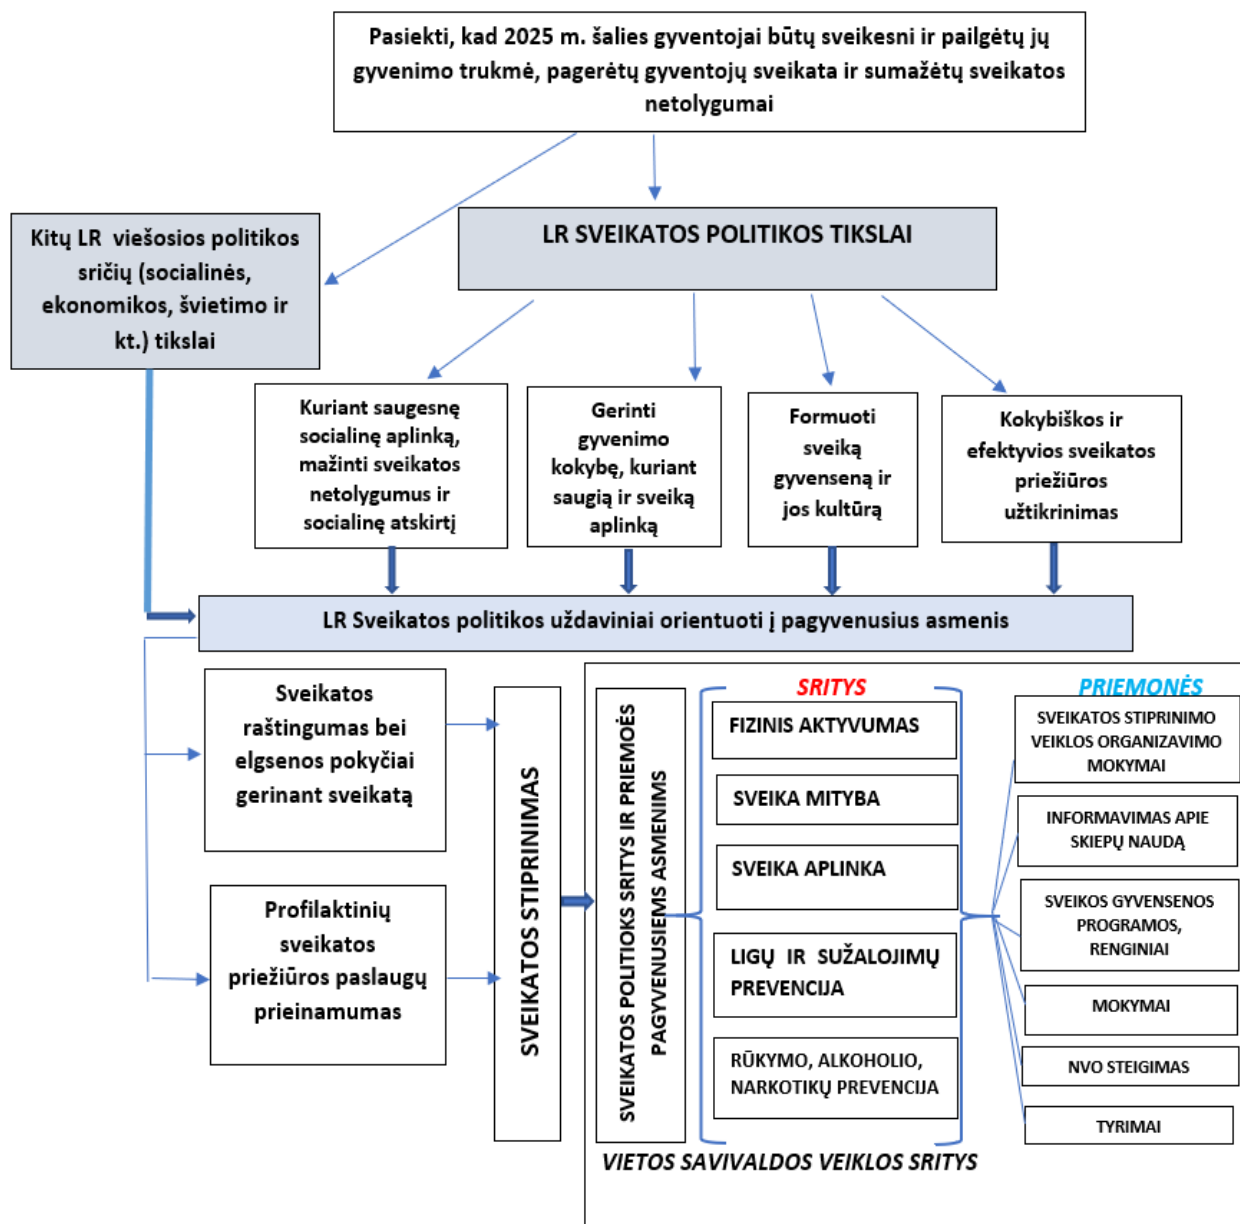 Pasiekti, kad 2025 m. šalies gyventojai būtų sveikesni ir pailgėtų jų
gyvenimo trukmė, pagerėtų gyventojų sveikata ir sumažėtų sveikatos
netolygumai
Kitų LR viešosios politikos
sričių (socialinės,
ekonomikos, švietimo ir
kt.) tikslai
LR SVEIKATOS POLITIKOS TIKSLAI
Kuriant saugesnę
socialinę aplinką,
mažinti sveikatos
netolygumus ir
socialinę atskirtį
Gerinti
gyvenimo
kokybę, kuriant
saugią ir sveiką
aplinką
Formuoti
sveiką
gyvenseną ir
jos kultūrą
Kokybiškos ir
efektyvios sveikatos
priežiūros
užtikrinimas
LR Sveikatos politikos uždaviniai orientuoti į pagyvenusius asmenis
Sveikatos
raštingumas bei
elgsenos pokyčiai
gerinant sveikatą
Profilaktinių
sveikatos
priežiūros paslaugų
prieinamumas
SVEIKATOS STIPRINIMAS
SVEIKATOS POLITIOKS SRITYS IR PRIEMOĖS
PAGYVENUSIEMS ASMENIMS
SRITYS
FIZINIS AKTYVUMAS
SVEIKA MITYBA
SVEIKA APLINKA
LIGŲ IR SUŽALOJIMŲ
PREVENCIJA
RŪKYMO, ALKOHOLIO,
NARKOTIKŲ PREVENCIJA
PRIEMONĖS
SVEIKATOS STIPRINIMO
VEIKLOS ORGANIZAVIMO
MOKYMAI
INFORMAVIMAS APIE
SKIEPŲ NAUDĄ
SVEIKOS GYVENSENOS
PROGRAMOS,
RENGINIAI
MOKYMAI
NVO STEIGIMAS
TYRIMAI
VIETOS SAVIVALDOS VEIKLOS SRITYS